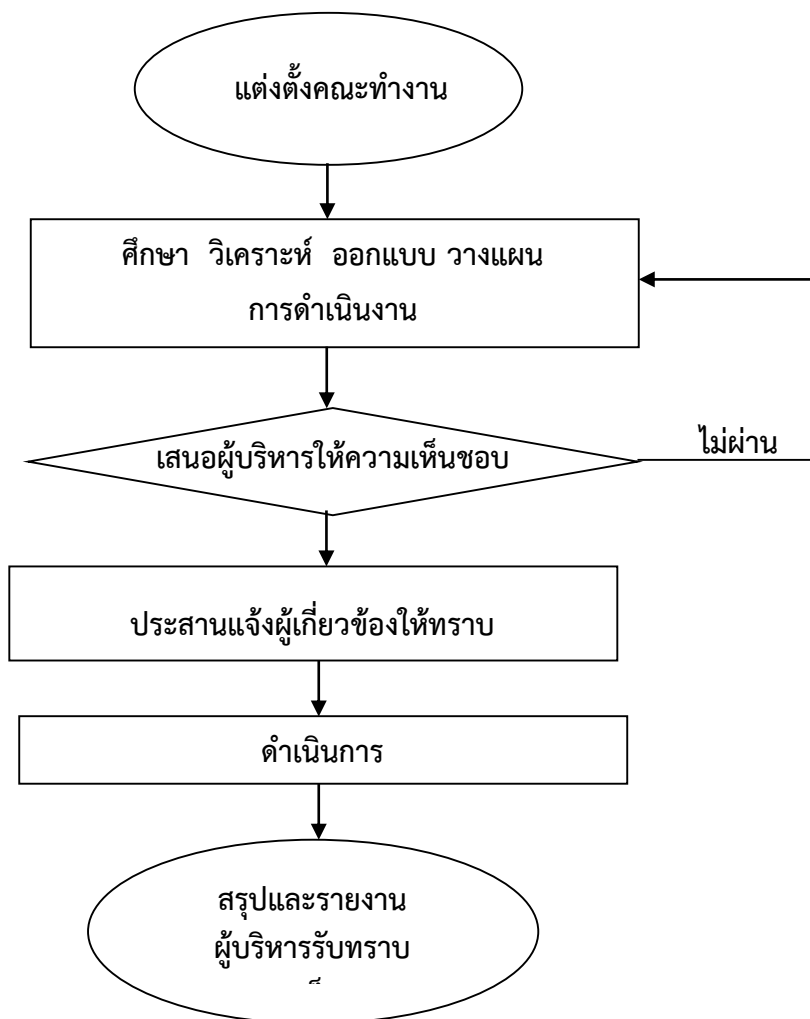 แต่งตั้งคณะทำงาน
ศึกษา วิเคราะห์ ออกแบบ วางแผน
การดำเนินงาน
เสนอผู้บริหารให้ความเห็นชอบ
ไม่ผ่าน
ประสานแจ้งผู้เกี่ยวข้องให้ทราบ
ดำเนินการ
สรุปและรายงาน
ผู้บริหารรับทราบ